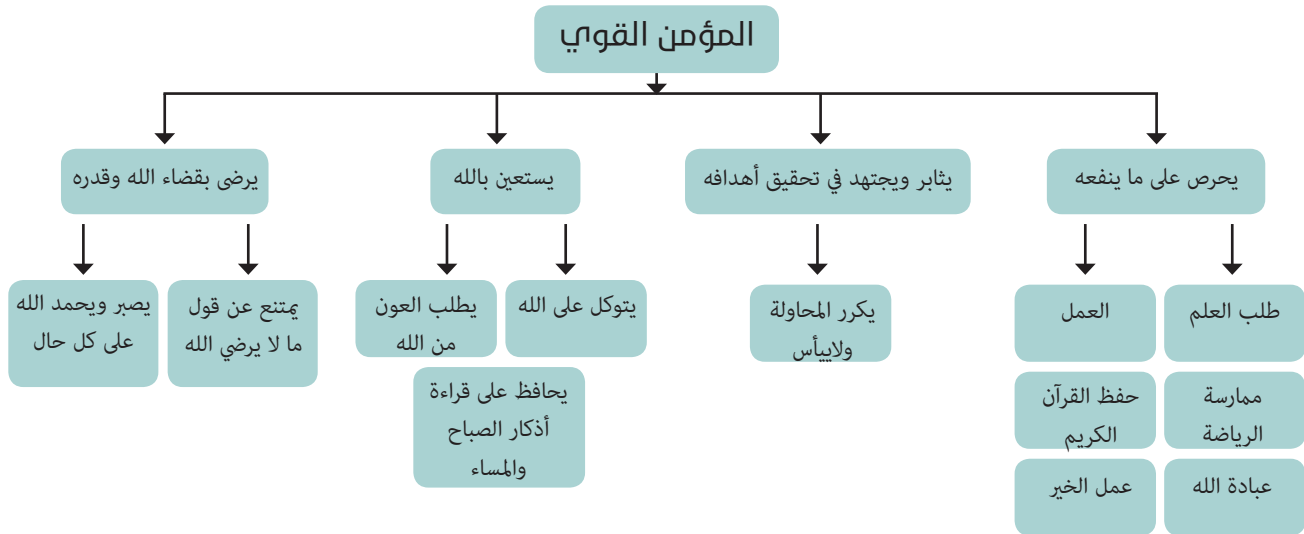 المؤمن القوي
يحرص على ما ينفعه
يثابر ويجتهد في تحقيق أهدافه
يستعين بالله
يرضى بقضاء الله وقدره
طلب العلم
العمل
ممارسة
الرياضة
حفظ القرآن
الكريم
عبادة الله
عمل الخير
يكرر المحاولة
ولاييأس
يتوكل على الله
يطلب العون
من الله
يحافظ على قراءة
أذكار الصباح
والمساء
يمتنع عن قول
ما لا يرضي الله
يصبر ويحمد الله
على كل حال